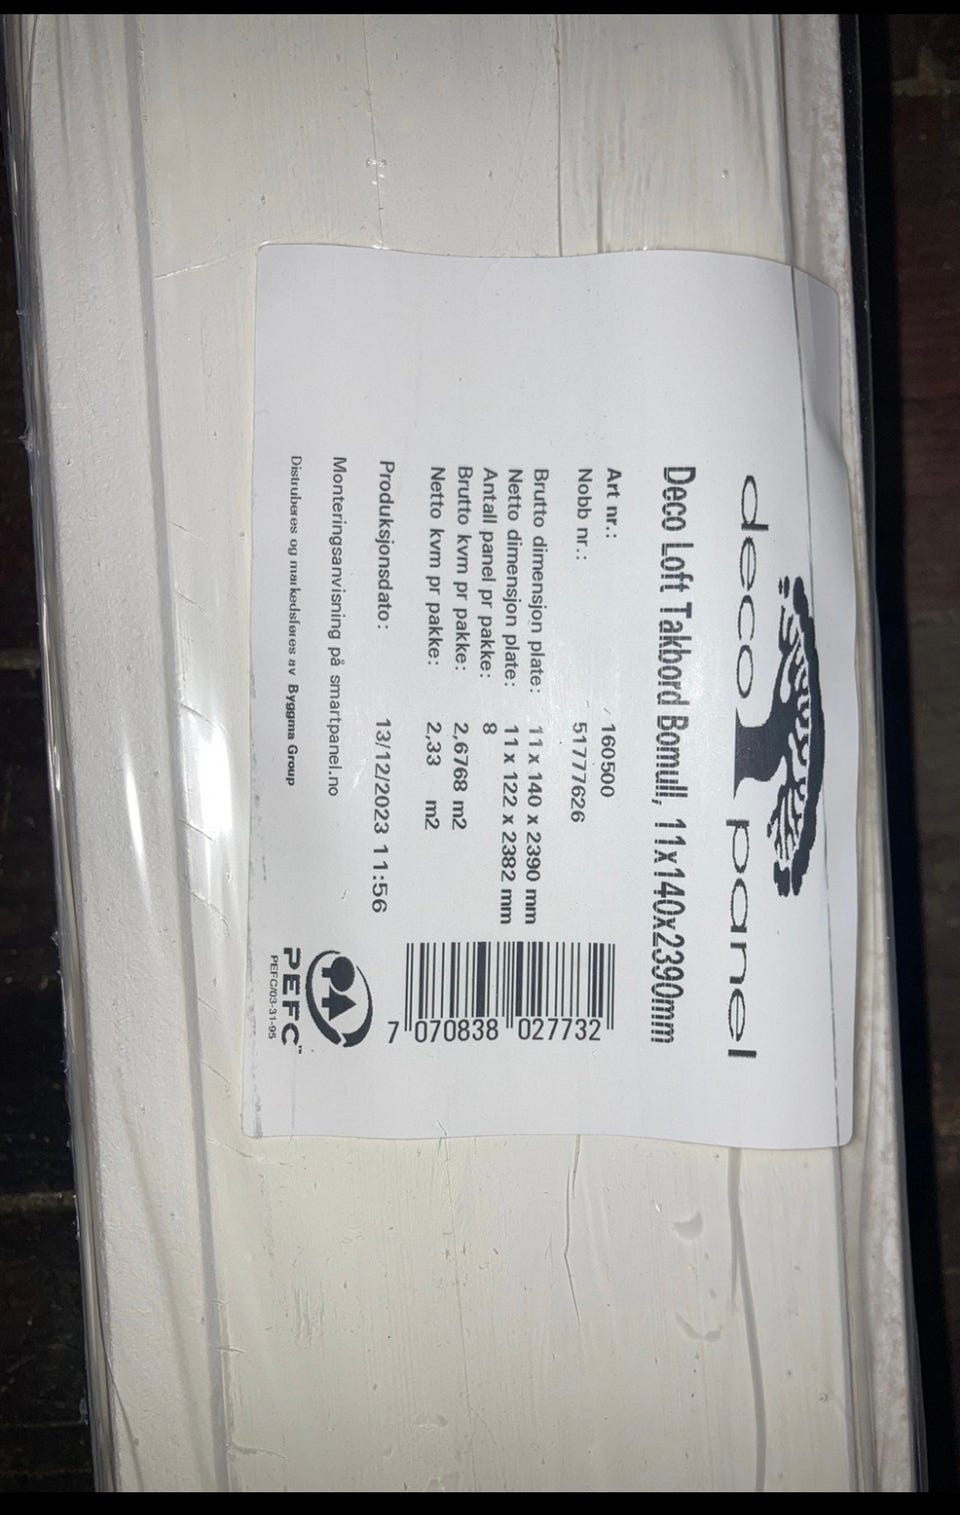 deco panel
Deco Loft Takbord Bomull, 11x140x2390mm
Art nr.: 160500
Nobb nr.: 51777626
Brutto dimensjon plate: 11 x 140 x 2390 mm
Netto dimensjon plate: 11 x 122 x 2382 mm
Antall panel pr pakke: 8
Brutto kvm pr pakke: 2,6768 m2
Netto kvm pr pakke: 2,33 m2
Produksjonsdato: 13/12/2023 11:56
Monteringsanvisning på smartpanel.no
Distruberes og markedsføres av Byggma Group
7 070838 027732
PEFC™
PEFC/03-31-95